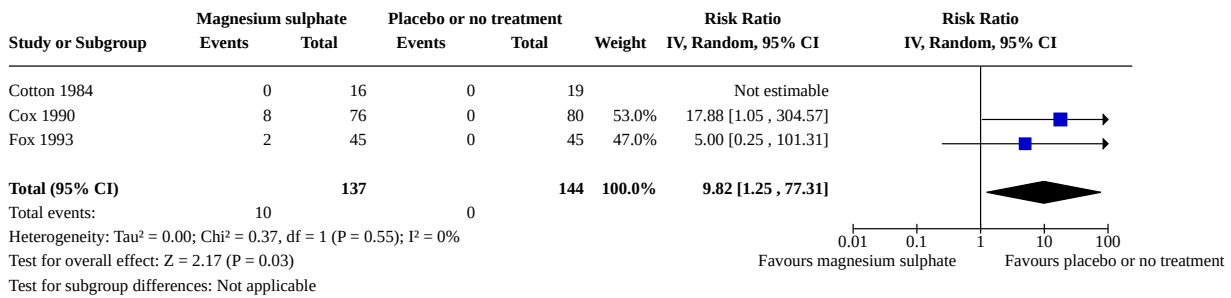 Magnesium sulphate Placebo or no treatment Risk Ratio Risk Ratio
Study or Subgroup Events Total Events Total Weight IV, Random, 95% CI IV, Random, 95% CI
Cotton 1984 0 16 0 19 Not estimable
Cox 1990 8 76 0 80 53.0% 17.88 [1.05 , 304.57]
Fox 1993 2 45 0 45 47.0% 5.00 [0.25 , 101.31]
Total (95% CI) 137 144 100.0% 9.82 [1.25 , 77.31]
Total events: 10 0
Heterogeneity: Tau² = 0.00; Chi² = 0.37, df = 1 (P = 0.55); I² = 0%
0.01 0.1 1 10 100
Test for overall effect: Z = 2.17 (P = 0.03)
Favours magnesium sulphate Favours placebo or no treatment
Test for subgroup differences: Not applicable